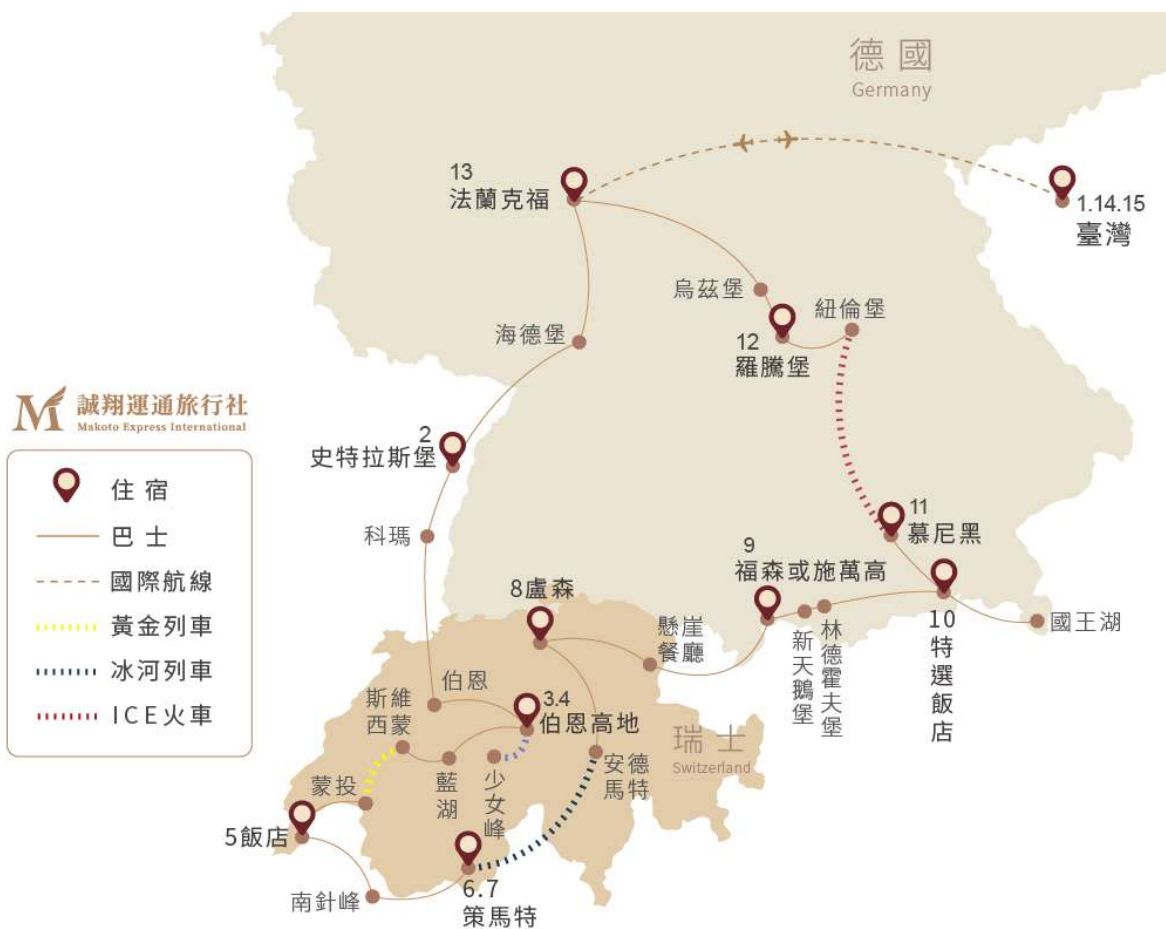 德國
Germany
13
法蘭克福
1.14.15
臺灣
烏茲堡
紐倫堡
海德堡
12
羅騰堡
誠翔運通旅行社
Makoto Express International
住宿
巴士
國際航線
黃金列車
冰河列車
ICE火車
2
史特拉斯堡
科瑪
11
慕尼黑
9
福森或施萬高
8盧森
懸崖
餐廳
新天鵝堡
林德霍夫堡
10
特選飯店
國王湖
伯恩
斯維
西蒙
3.4
伯恩高地
瑞士
Switzerland
安德
馬特
蒙投
藍湖
少女峰
5飯店
南針峰
6.7
策馬特